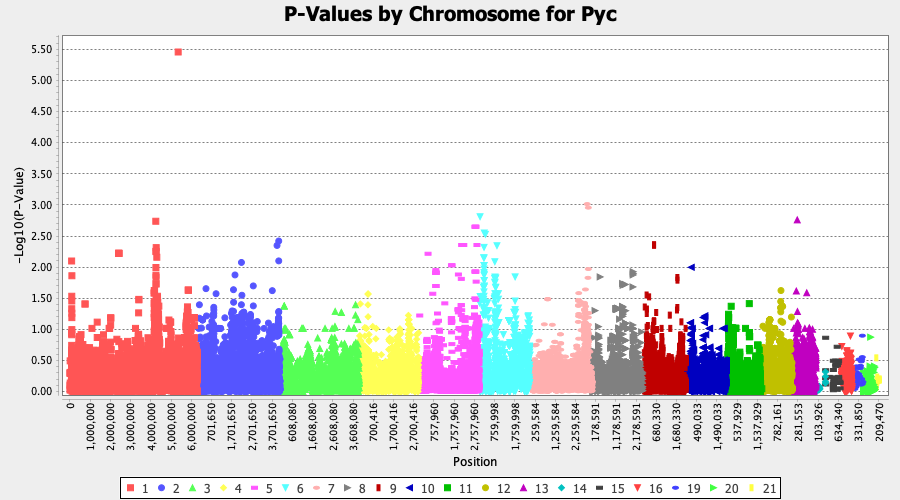 P-Values by Chromosome for Pyc
5.50
5.00
4.50
4.00
3.50
3.00
2.50
2.00
1.50
1.00
0.50
0.00
-Log10(P-Value)
0 1,000,000 2,000,000 3,000,000 4,000,000 5,000,000 6,000,000 701,650 1,701,650 2,701,650 3,701,650 608,080 1,608,080 2,608,080 3,608,080 700,416 1,700,416 2,700,416 757,960 1,757,960 2,757,960 759,998 1,759,998 259,584 1,259,584 2,259,584 178,591 1,178,591 2,178,591 680,330 1,680,330 490,033 1,490,033 537,929 1,537,929 782,161 281,553 103,926 634,340 331,850 209,470
Position
1 2 3 4 5 6 7 8 9 10 11 12 13 14 15 16 19 20 21